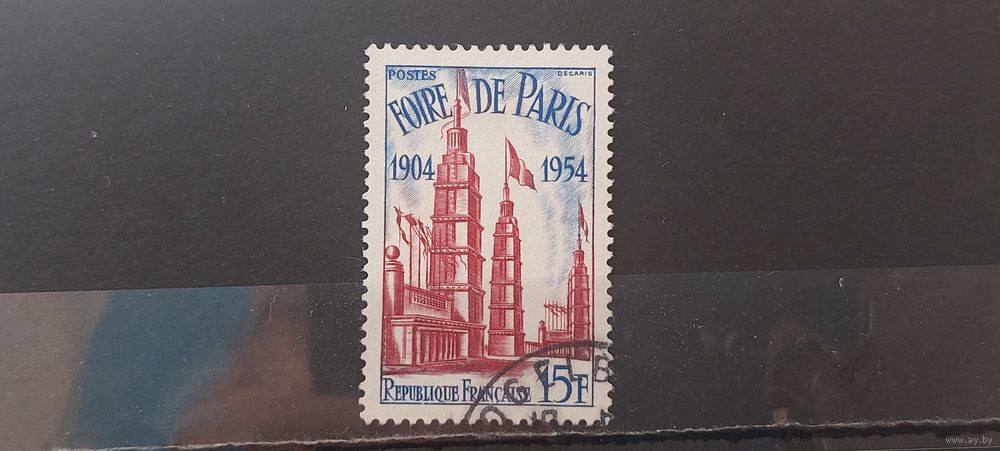 POSTES DECARIS
FOIRE DE PARIS
1904 1954
REPUBLIQUE FRANÇAISE 15F
www.ay.by